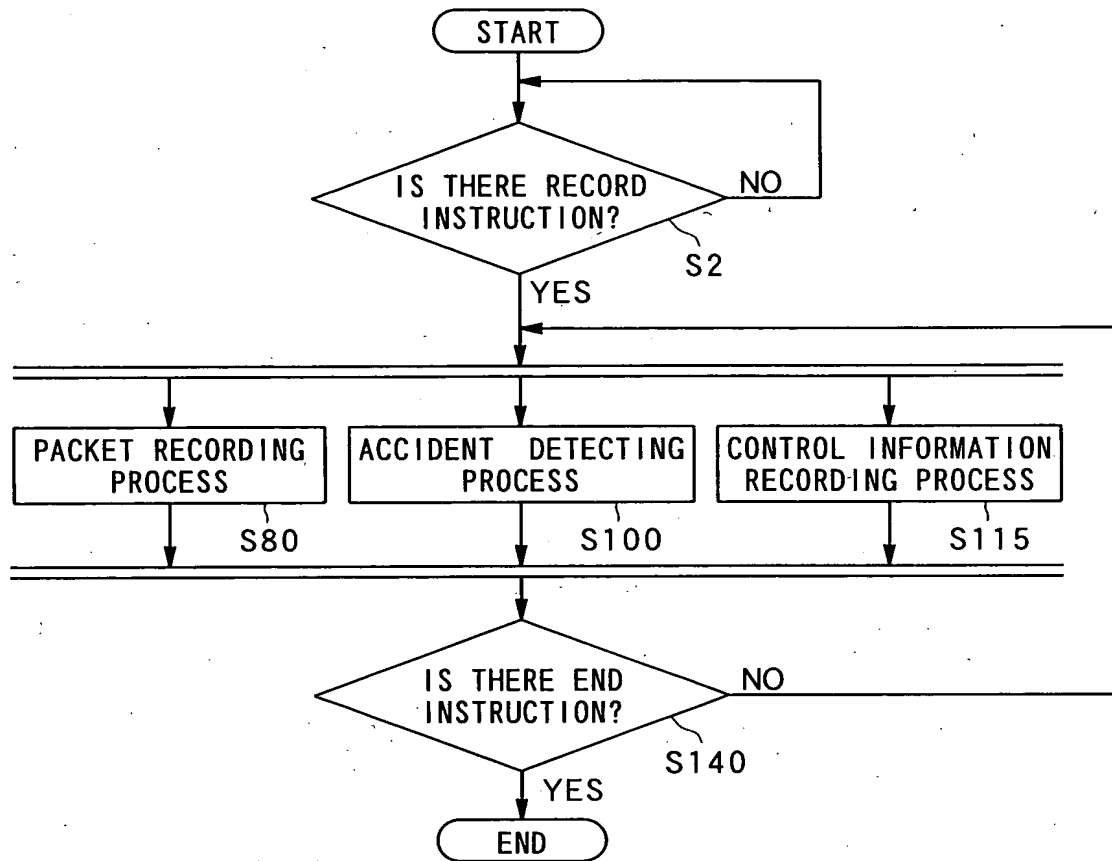 START
IS THERE RECORD
INSTRUCTION?
NO
S2
YES
PACKET RECORDING
PROCESS
S80
ACCIDENT DETECTING
PROCESS
S100
CONTROL INFORMATION
RECORDING PROCESS
S115
IS THERE END
INSTRUCTION?
NO
S140
YES
END